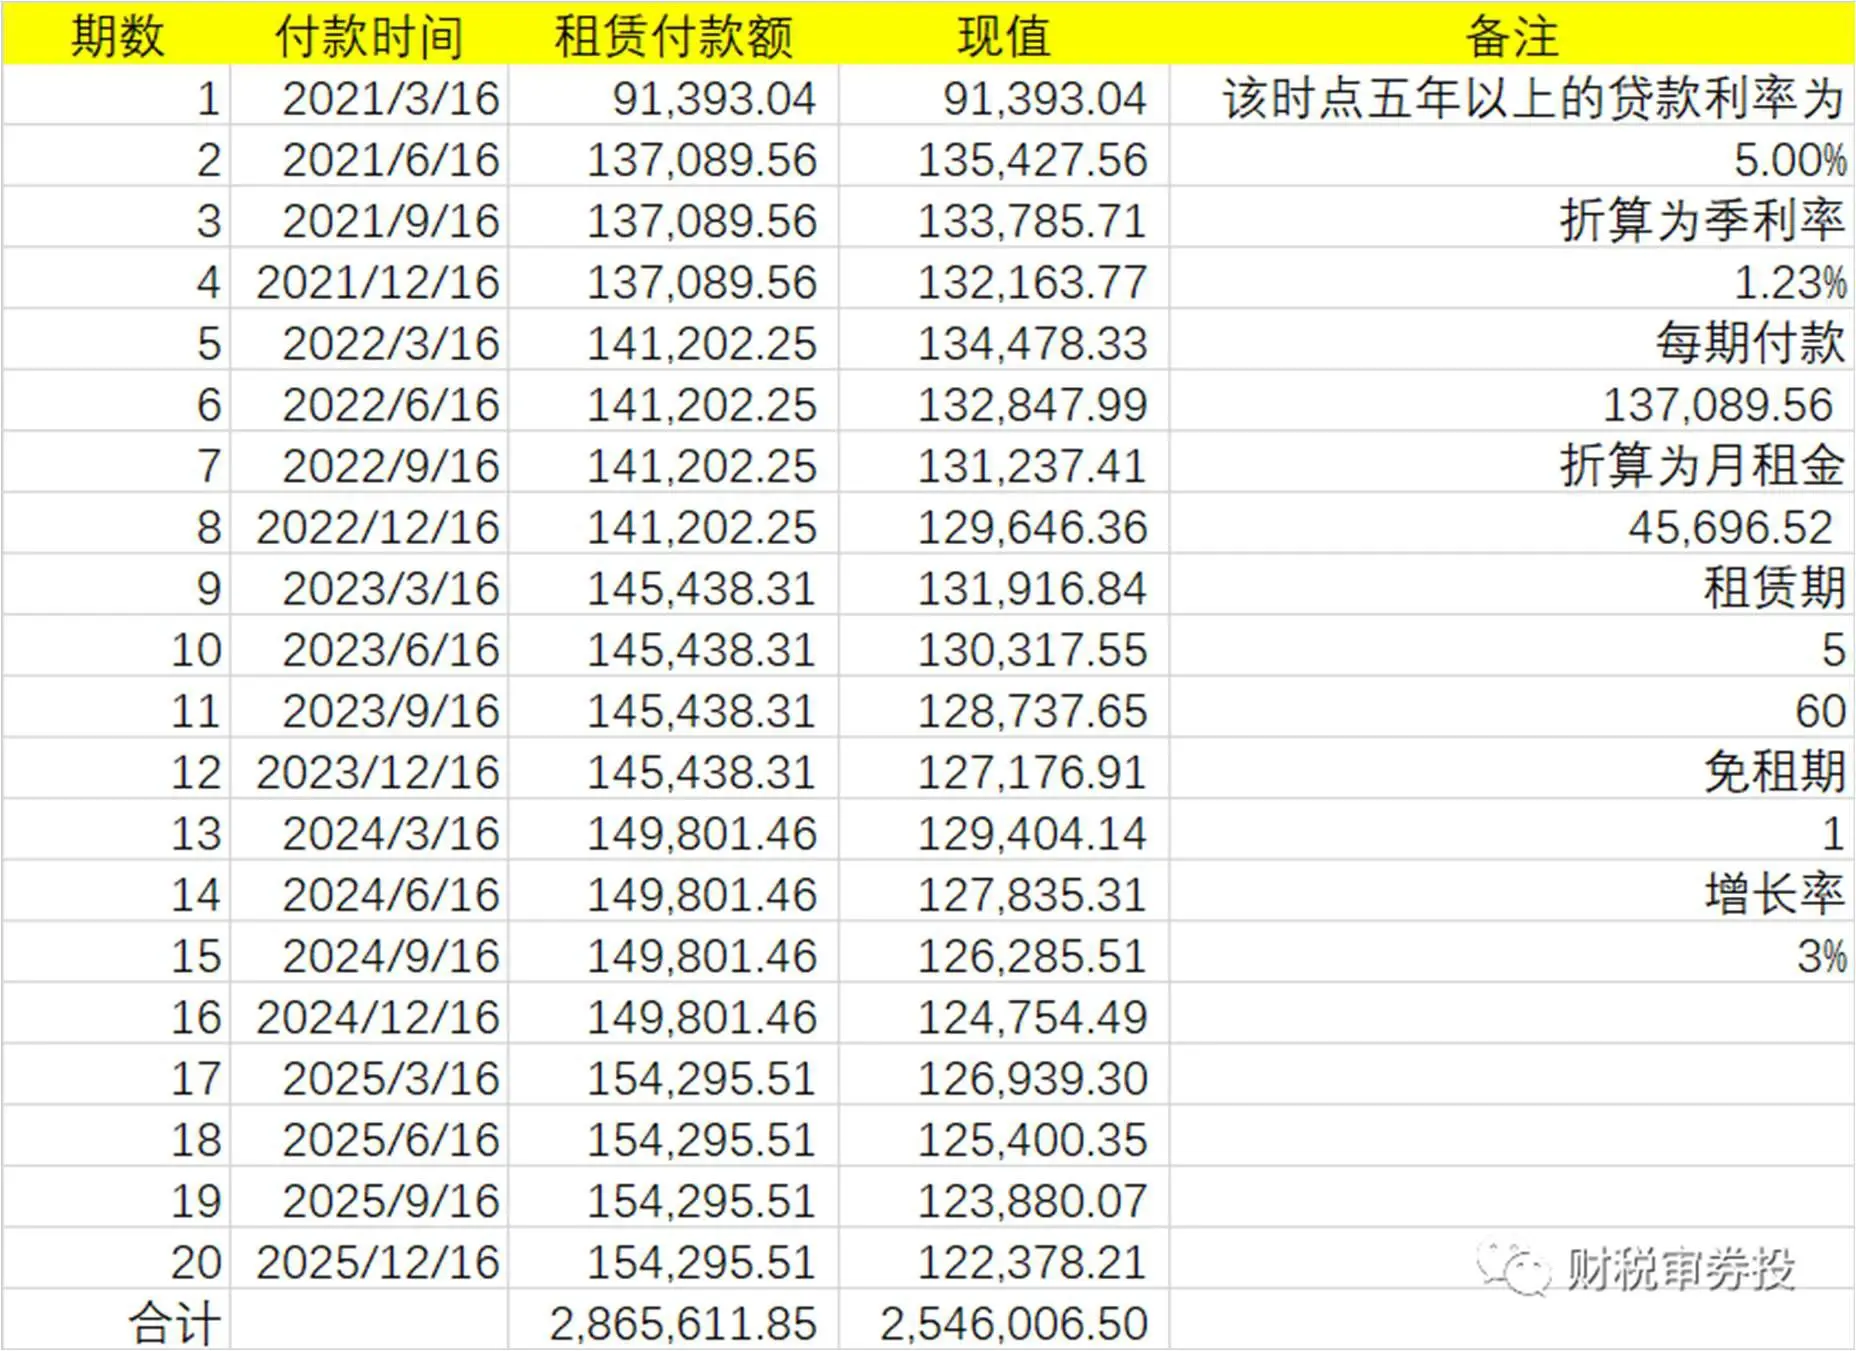 期数 付款时间 租赁付款额 现值 备注
1 2021/3/16 91,393.04 91,393.04 该时点五年以上的贷款利率为
2 2021/6/16 137,089.56 135,427.56 5.00%
3 2021/9/16 137,089.56 133,785.71 折算为季利率
4 2021/12/16 137,089.56 132,163.77 1.23%
5 2022/3/16 141,202.25 134,478.33 每期付款
6 2022/6/16 141,202.25 132,847.99 137,089.56
7 2022/9/16 141,202.25 131,237.41 折算为月租金
8 2022/12/16 141,202.25 129,646.36 45,696.52
9 2023/3/16 145,438.31 131,916.84 租赁期
10 2023/6/16 145,438.31 130,317.55 5
11 2023/9/16 145,438.31 128,737.65 60
12 2023/12/16 145,438.31 127,176.91 免租期
13 2024/3/16 149,801.46 129,404.14 1
14 2024/6/16 149,801.46 127,835.31 增长率
15 2024/9/16 149,801.46 126,285.51 3%
16 2024/12/16 149,801.46 124,754.49
17 2025/3/16 154,295.51 126,939.30
18 2025/6/16 154,295.51 125,400.35
19 2025/9/16 154,295.51 123,880.07
20 2025/12/16 154,295.51 122,378.21
财税审券投
合计 2,865,611.85 2,546,006.50